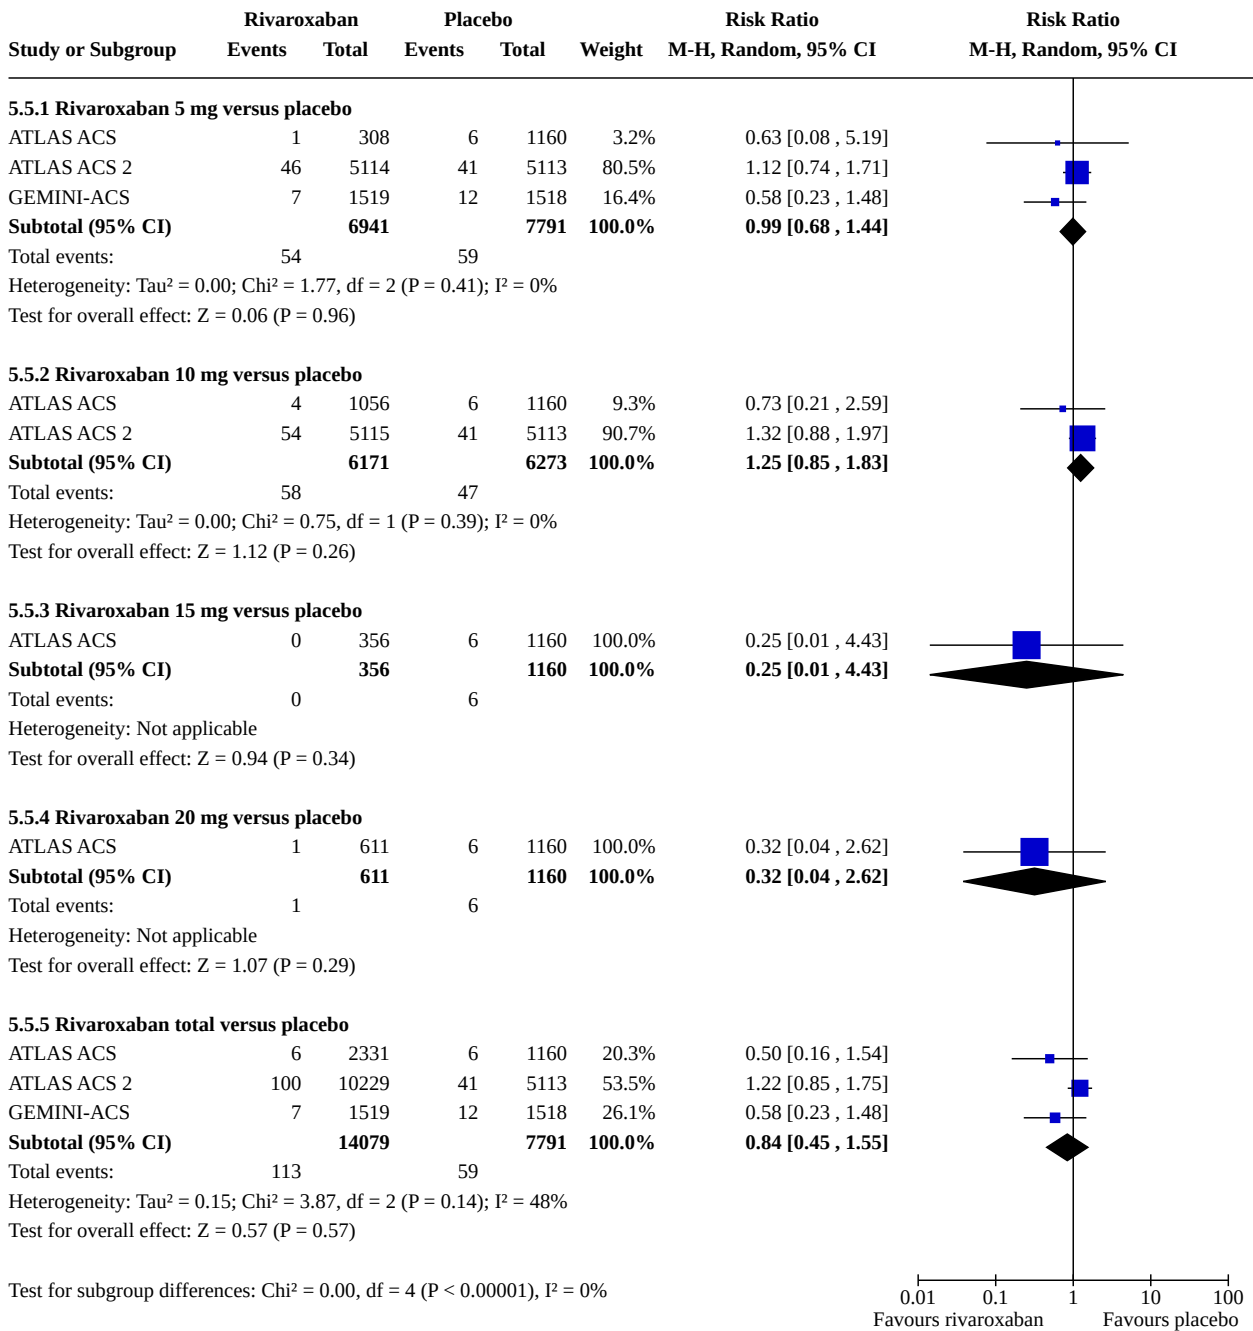 Rivaroxaban Placebo Risk Ratio Risk Ratio
Study or Subgroup Events Total Events Total Weight M-H, Random, 95% CI M-H, Random, 95% CI
5.5.1 Rivaroxaban 5 mg versus placebo
ATLAS ACS 1 308 6 1160 3.2% 0.63 [0.08 , 5.19]
ATLAS ACS 2 46 5114 41 5113 80.5% 1.12 [0.74 , 1.71]
GEMINI-ACS 7 1519 12 1518 16.4% 0.58 [0.23 , 1.48]
Subtotal (95% CI) 6941 7791 100.0% 0.99 [0.68 , 1.44]
Total events: 54 59
Heterogeneity: Tau² = 0.00; Chi² = 1.77, df = 2 (P = 0.41); I² = 0%
Test for overall effect: Z = 0.06 (P = 0.96)
5.5.2 Rivaroxaban 10 mg versus placebo
ATLAS ACS 4 1056 6 1160 9.3% 0.73 [0.21 , 2.59]
ATLAS ACS 2 54 5115 41 5113 90.7% 1.32 [0.88 , 1.97]
Subtotal (95% CI) 6171 6273 100.0% 1.25 [0.85 , 1.83]
Total events: 58 47
Heterogeneity: Tau² = 0.00; Chi² = 0.75, df = 1 (P = 0.39); I² = 0%
Test for overall effect: Z = 1.12 (P = 0.26)
5.5.3 Rivaroxaban 15 mg versus placebo
ATLAS ACS 0 356 6 1160 100.0% 0.25 [0.01 , 4.43]
Subtotal (95% CI) 356 1160 100.0% 0.25 [0.01 , 4.43]
Total events: 0 6
Heterogeneity: Not applicable
Test for overall effect: Z = 0.94 (P = 0.34)
5.5.4 Rivaroxaban 20 mg versus placebo
ATLAS ACS 1 611 6 1160 100.0% 0.32 [0.04 , 2.62]
Subtotal (95% CI) 611 1160 100.0% 0.32 [0.04 , 2.62]
Total events: 1 6
Heterogeneity: Not applicable
Test for overall effect: Z = 1.07 (P = 0.29)
5.5.5 Rivaroxaban total versus placebo
ATLAS ACS 6 2331 6 1160 20.3% 0.50 [0.16 , 1.54]
ATLAS ACS 2 100 10229 41 5113 53.5% 1.22 [0.85 , 1.75]
GEMINI-ACS 7 1519 12 1518 26.1% 0.58 [0.23 , 1.48]
Subtotal (95% CI) 14079 7791 100.0% 0.84 [0.45 , 1.55]
Total events: 113 59
Heterogeneity: Tau² = 0.15; Chi² = 3.87, df = 2 (P = 0.14); I² = 48%
Test for overall effect: Z = 0.57 (P = 0.57)
Test for subgroup differences: Chi² = 0.00, df = 4 (P < 0.00001), I² = 0%
0.01 0.1 1 10 100
Favours rivaroxaban Favours placebo